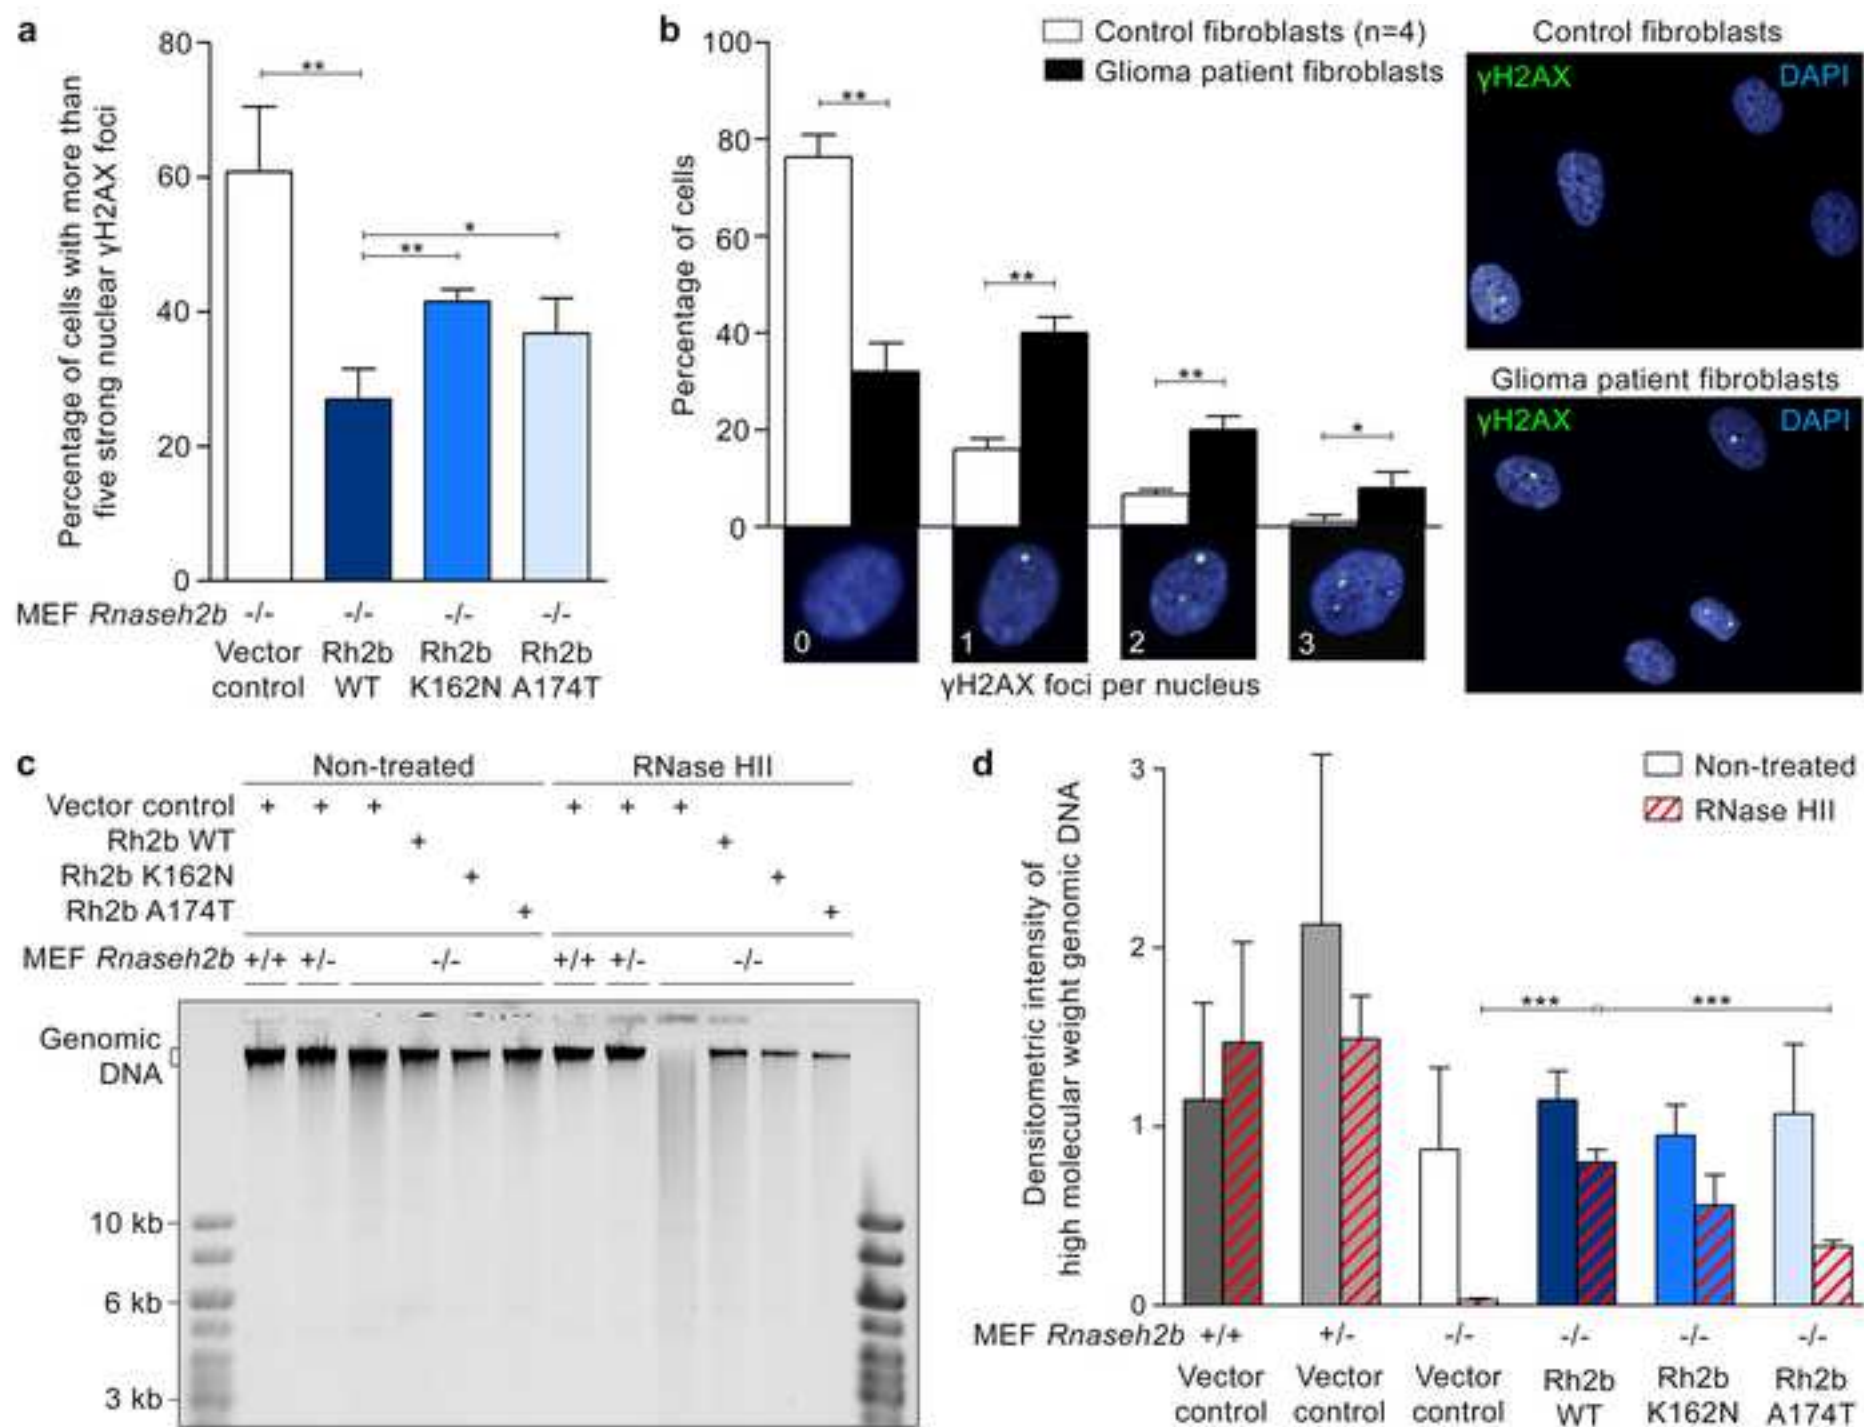 a
Percentage of cells with more than
five strong nuclear γH2AX foci
80
60
40
20
0
**
**
*
MEF Rnaseh2b -/- -/- -/- -/-
Vector control
Rh2b WT
Rh2b K162N
Rh2b A174T
b
Control fibroblasts (n=4)
Glioma patient fibroblasts
Percentage of cells
100
80
60
40
20
0
**
**
**
*
0 1 2 3
γH2AX foci per nucleus
Control fibroblasts
γH2AX DAPI
Glioma patient fibroblasts
γH2AX DAPI
c
Non-treated RNase HII
Vector control + + + + + +
Rh2b WT + +
Rh2b K162N + +
Rh2b A174T + +
MEF Rnaseh2b +/+ +/- -/- +/+ +/- -/-
Genomic
DNA
10 kb
6 kb
3 kb
d
Non-treated
RNase HII
Densitometric intensity of
high molecular weight genomic DNA
3
2
1
0
*** ***
MEF Rnaseh2b +/+ +/- -/- -/- -/- -/-
Vector control
Vector control
Vector control
Rh2b WT
Rh2b K162N
Rh2b A174T